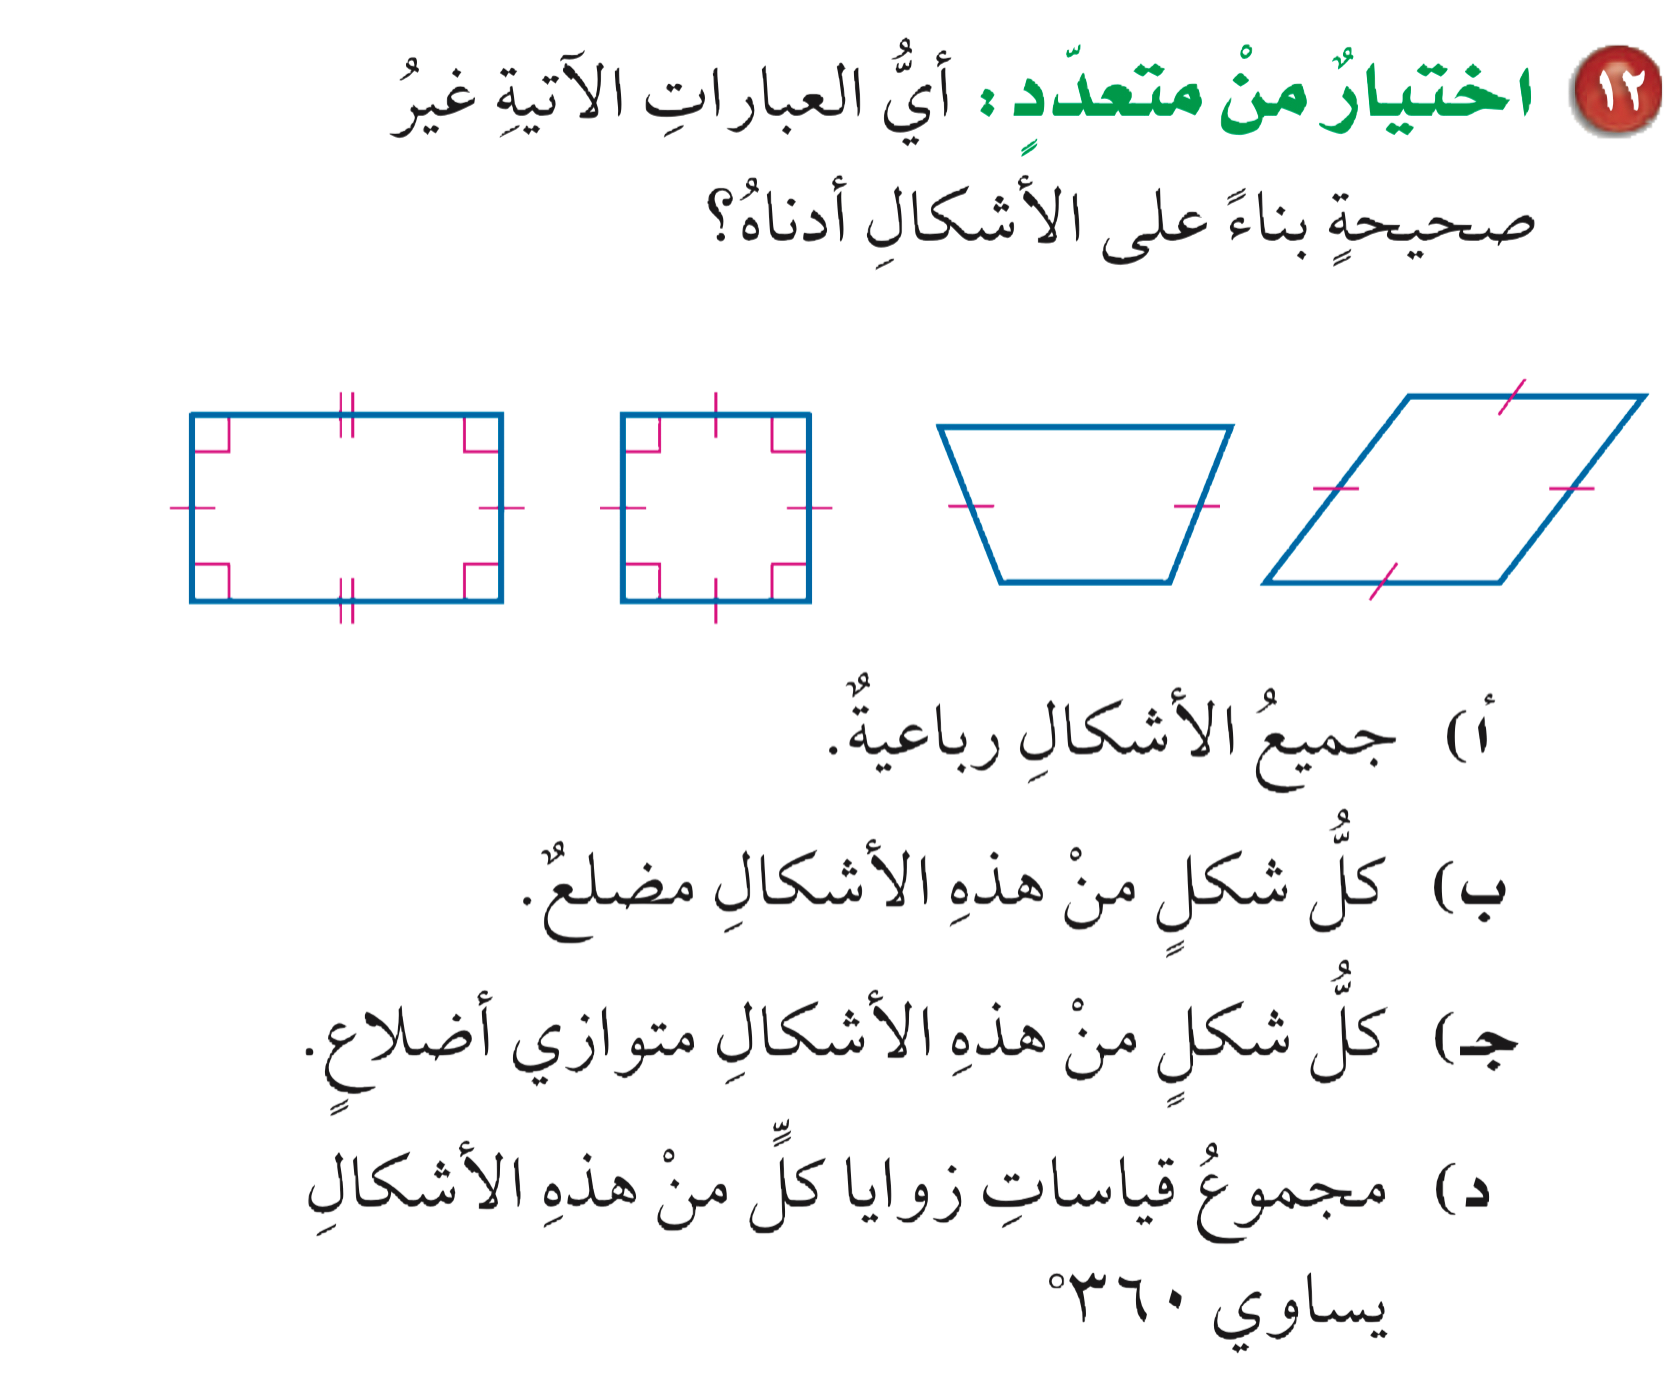 ١٢ اختيارٌ منْ متعدّدٍ: أيُّ العباراتِ الآتيةِ غيرُ
صحيحةٍ بناءً على الأشكالِ أدناهُ؟
أ) جميعُ الأشكالِ رباعيةٌ.
ب) كلُّ شكلٍ منْ هذهِ الأشكالِ مضلعٌ.
جـ) كلُّ شكلٍ منْ هذهِ الأشكالِ متوازي أضلاعٍ.
د) مجموعُ قياساتِ زوايا كلٍّ منْ هذهِ الأشكالِ
يساوي ٣٦٠°